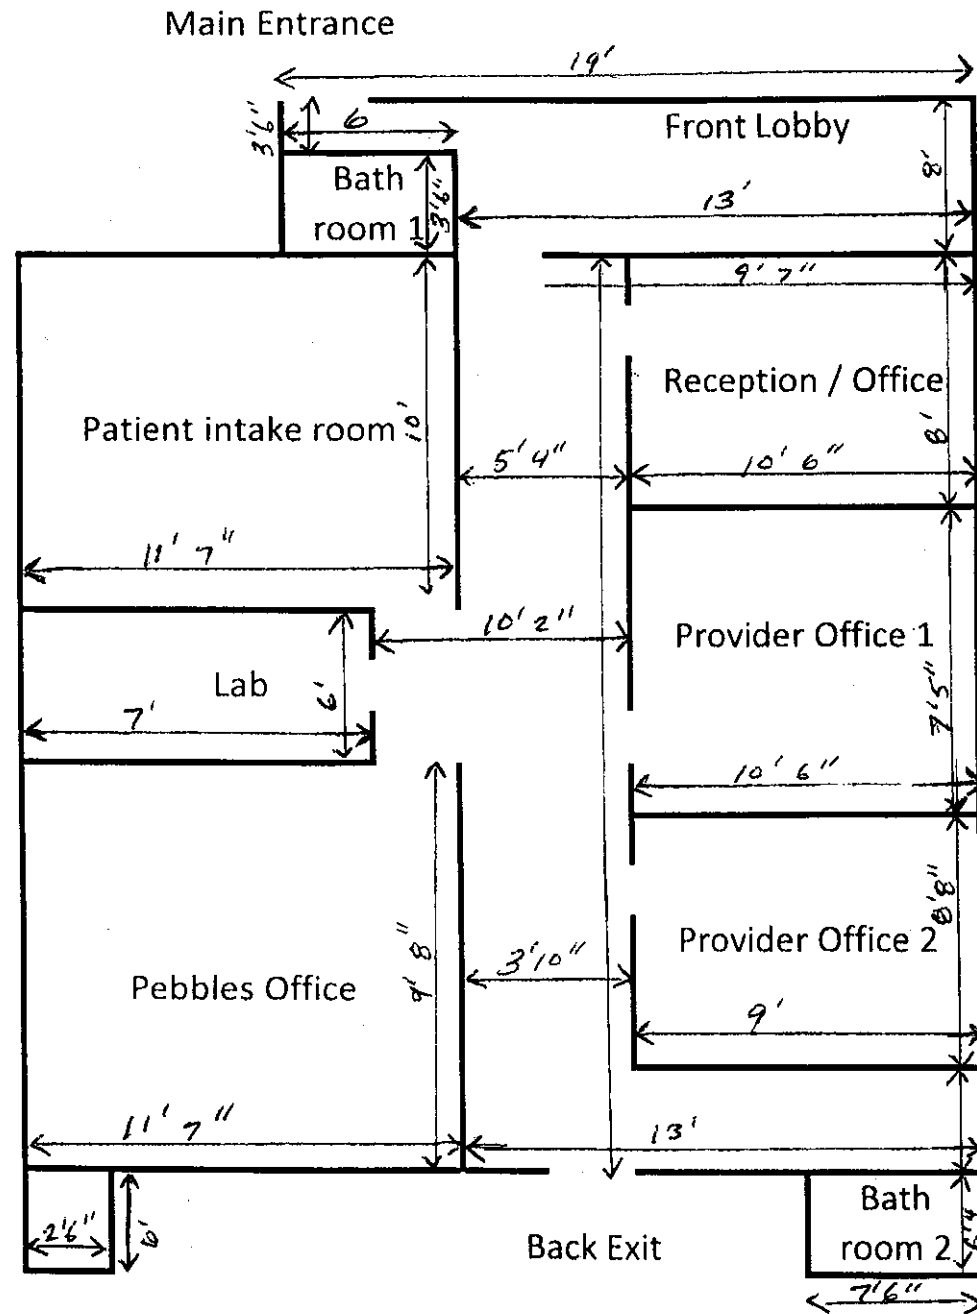 Main Entrance
19'
3'6"
6
Front Lobby
8'
Bath
room 1
3'6"
13'
9' 7"
Patient intake room
10'
Reception / Office
8'
5' 4"
10' 6"
11' 7"
10' 2"
Provider Office 1
7'5"
Lab
6'
7'
10' 6"
8'8"
Provider Office 2
9' 8"
3'10"
Pebbles Office
9'
11' 7"
13'
2'6"
6'
Back Exit
Bath
room 2
6'4
7'6"